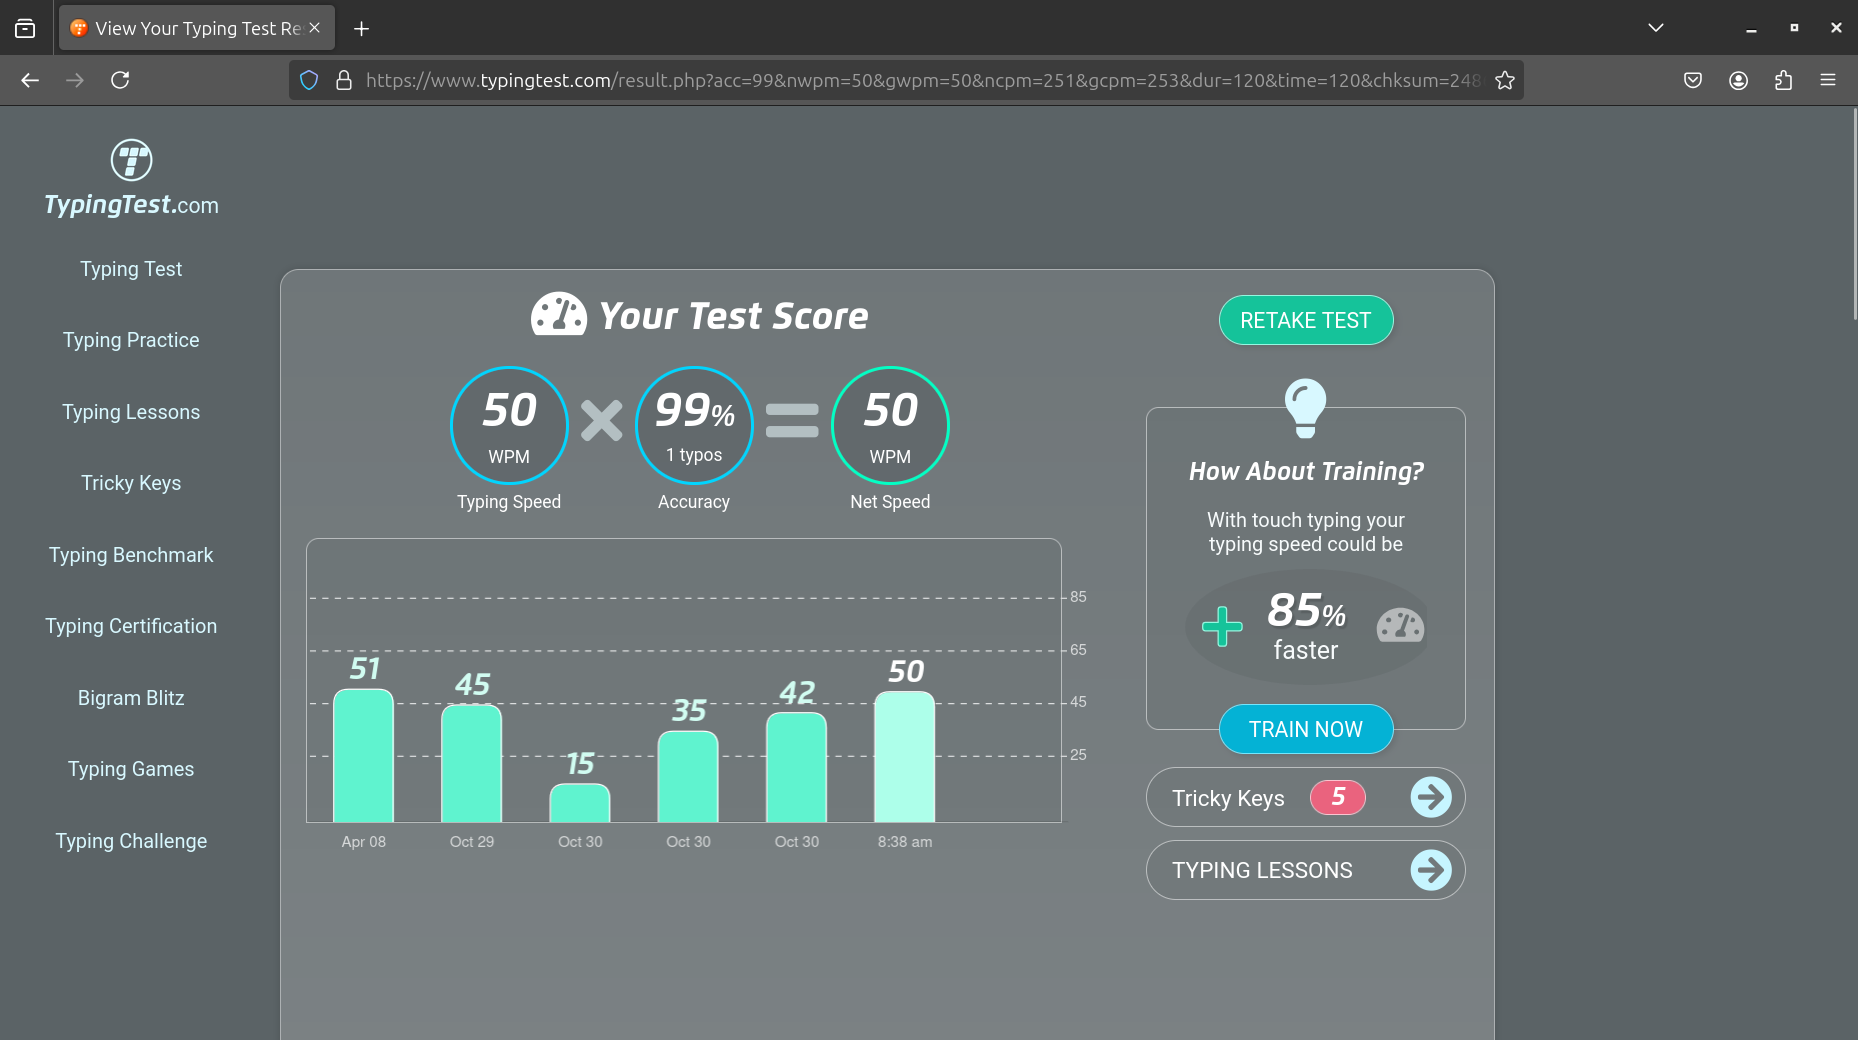 View Your Typing Test Re
https://www.typingtest.com/result.php?acc=99&nwpm=50&gwpm=50&ncpm=251&gcpm=253&dur=120&time=120&chksum=248
TypingTest.com
Typing Test
Typing Practice
Typing Lessons
Tricky Keys
Typing Benchmark
Typing Certification
Bigram Blitz
Typing Games
Typing Challenge
Your Test Score
50 99% 50
WPM 1 typos WPM
Typing Speed Accuracy Net Speed
85
65
45
25
51 45 15 35 42 50
Apr 08 Oct 29 Oct 30 Oct 30 Oct 30 8:38 am
RETAKE TEST
How About Training?
With touch typing your
typing speed could be
85%
faster
TRAIN NOW
Tricky Keys 5
TYPING LESSONS